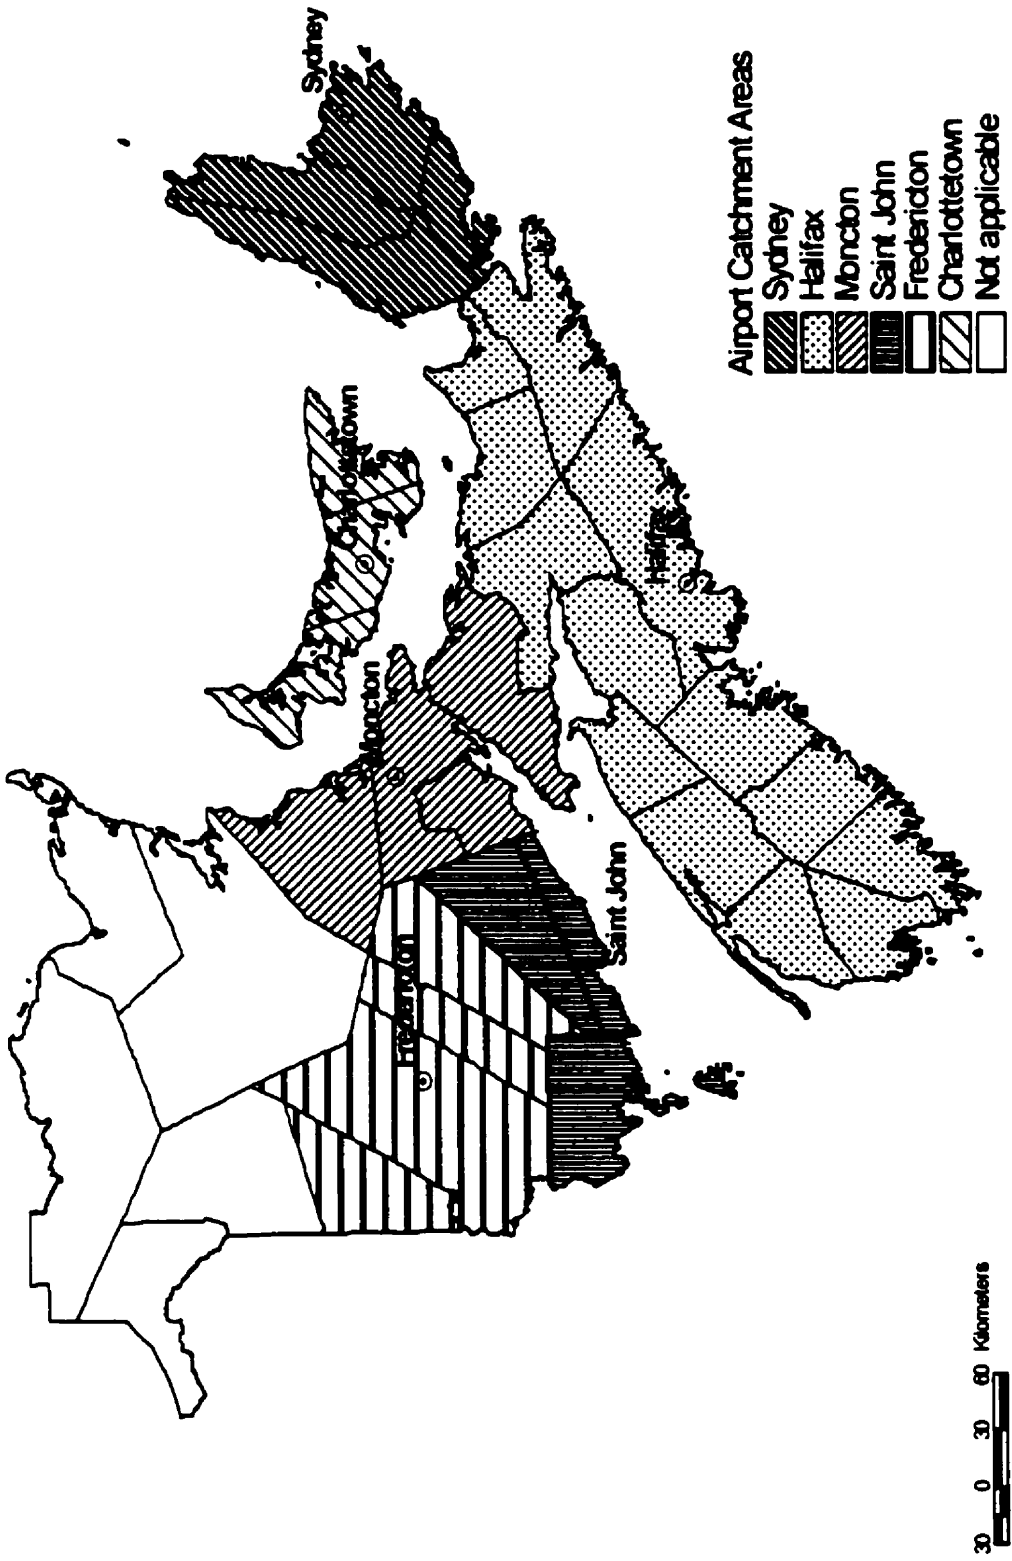 Sydney
Charlottetown
Moncton
Halifax
Fredericton
Saint John
Airport Catchment Areas
Sydney
Halifax
Moncton
Saint John
Fredericton
Charlottetown
Not applicable
30 0 30 60 Kilometers